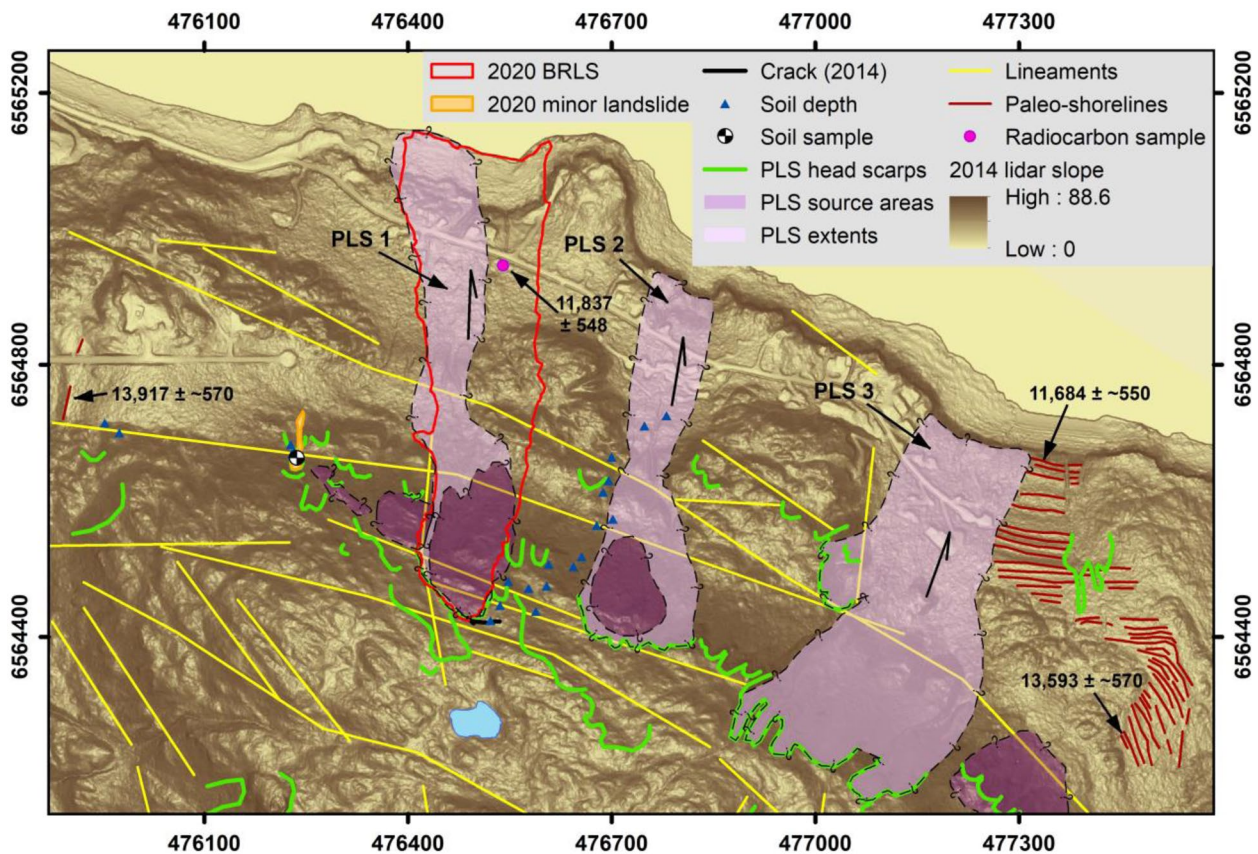 476100 476400 476700 477000 477300
6565200 6565200
2020 BRLS
2020 minor landslide
Crack (2014)
Soil depth
Soil sample
PLS head scarps
PLS source areas
PLS extents
Lineaments
Paleo-shorelines
Radiocarbon sample
2014 lidar slope
High : 88.6
Low : 0
PLS 1
PLS 2
11,837
± 548
6564800 6564800
PLS 3
13,917 ± ~570
11,684 ± ~550
6564400 6564400
13,593 ± ~570
476100 476400 476700 477000 477300